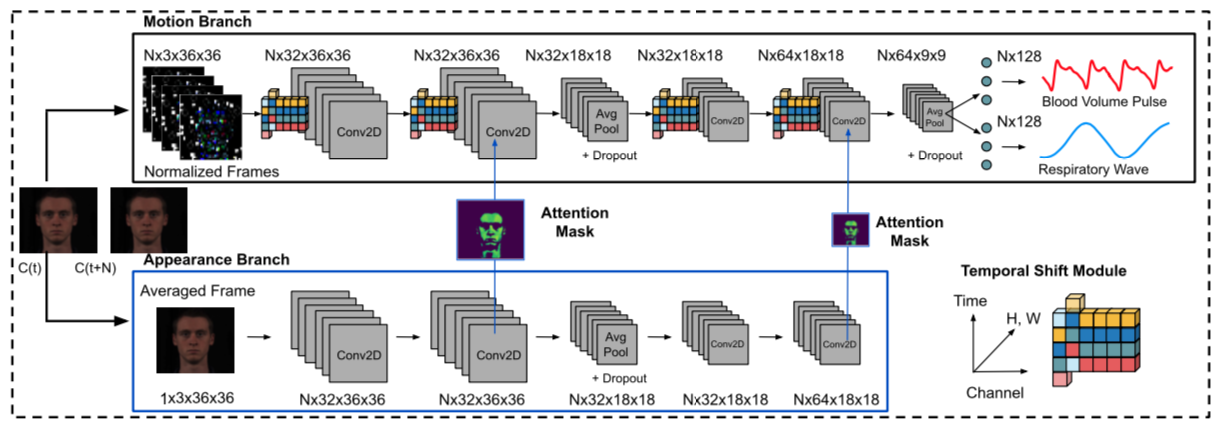 Motion Branch
Nx3x36x36
Nx32x36x36
Nx32x36x36
Nx32x18x18
Nx32x18x18
Nx64x18x18
Nx64x9x9
Nx128
Conv2D
Conv2D
Avg
Pool
Conv2D
Conv2D
Avg
Pool
Blood Volume Pulse
Nx128
+ Dropout
+ Dropout
Normalized Frames
Respiratory Wave
Attention
Mask
Attention
Mask
C(t)
C(t+N)
Appearance Branch
Averaged Frame
Conv2D
Conv2D
Avg
Pool
Conv2D
Conv2D
+ Dropout
1x3x36x36
Nx32x36x36
Nx32x36x36
Nx32x18x18
Nx32x18x18
Nx64x18x18
Temporal Shift Module
Time
H, W
Channel